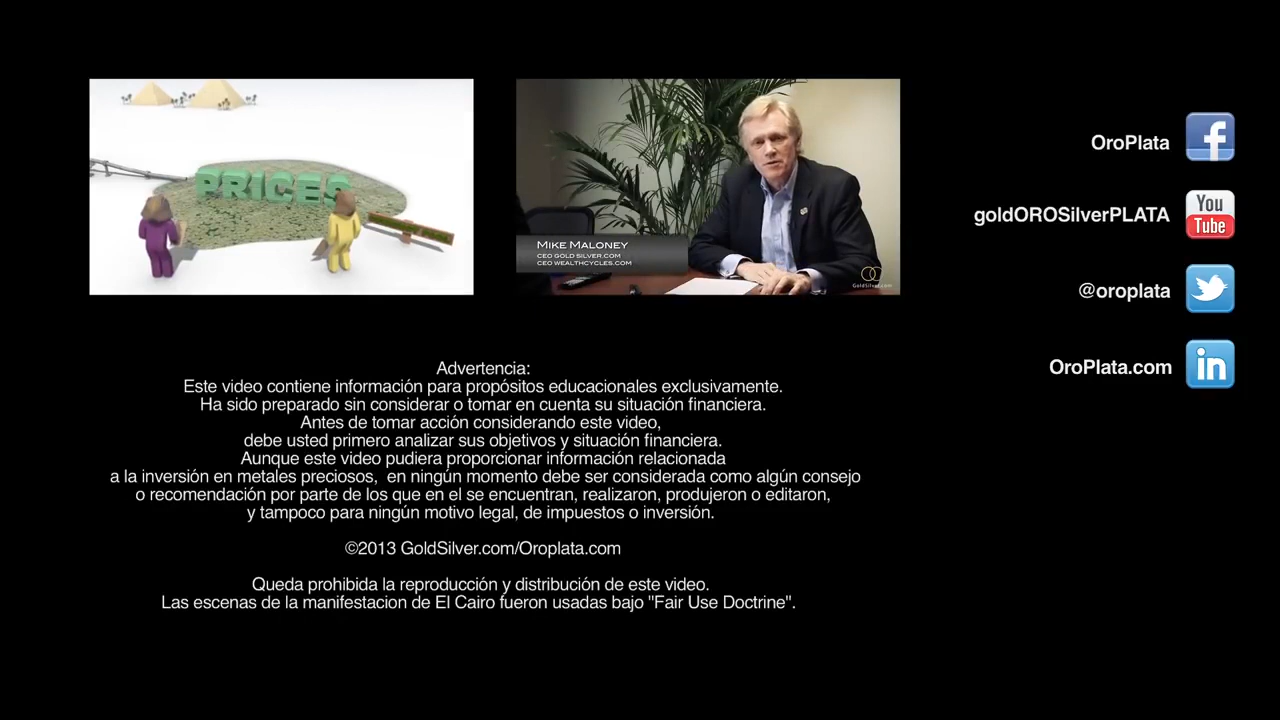 PRICES
MIKE MALONEY
CEO GOLD SILVER.COM
CEO WEALTHCYCLES.COM
GoldSilver.com
OroPlata
goldOROSilverPLATA
You
Tube
@oroplata
OroPlata.com
in
Advertencia:
Este video contiene información para propósitos educacionales exclusivamente.
Ha sido preparado sin considerar o tomar en cuenta su situación financiera.
Antes de tomar acción considerando este video,
debe usted primero analizar sus objetivos y situación financiera.
Aunque este video pudiera proporcionar información relacionada
a la inversión en metales preciosos,  en ningún momento debe ser considerada como algún consejo
o recomendación por parte de los que en el se encuentran, realizaron, produjeron o editaron,
y tampoco para ningún motivo legal, de impuestos o inversión.
©2013 GoldSilver.com/Oroplata.com
Queda prohibida la reproducción y distribución de este video.
Las escenas de la manifestacion de El Cairo fueron usadas bajo "Fair Use Doctrine".